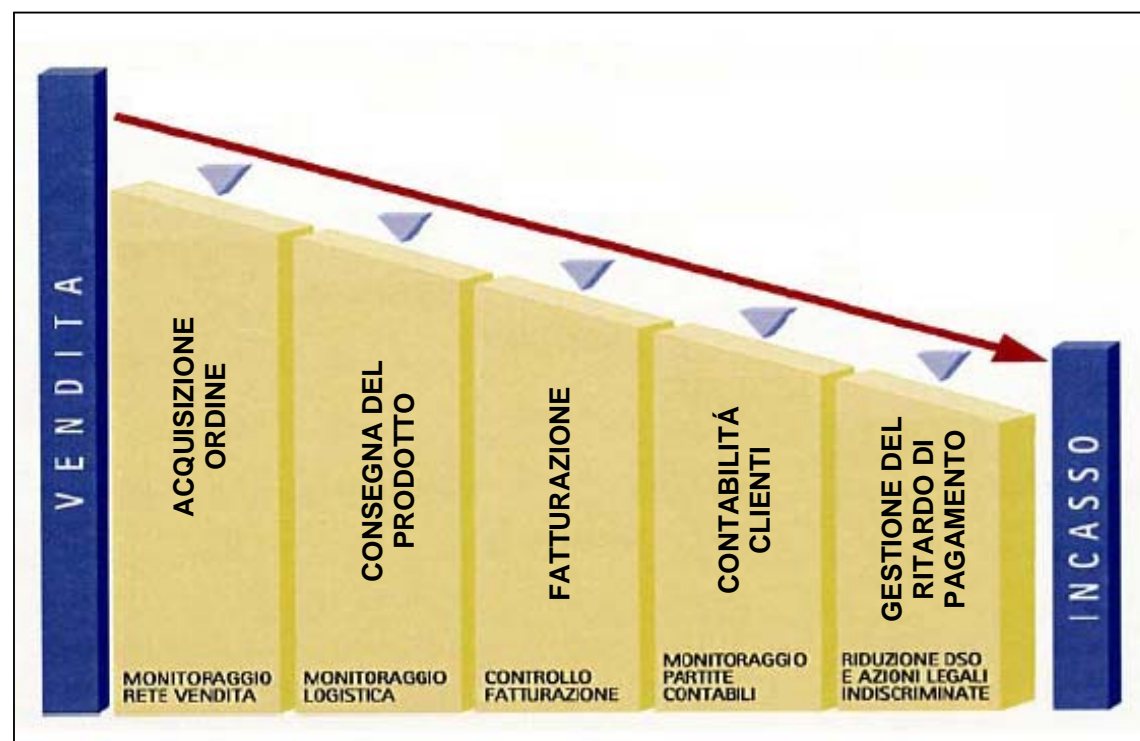 VENDITA
ACQUISIZIONE
ORDINE
MONITORAGGIO
RETE VENDITA
CONSEGNA DEL
PRODOTTO
MONITORAGGIO
LOGISTICA
FATTURAZIONE
CONTROLLO
FATTURAZIONE
CONTABILITÁ
CLIENTI
MONITORAGGIO
PARTITE
CONTABILI
GESTIONE DEL
RITARDO DI
PAGAMENTO
RIDUZIONE DSO
E AZIONI LEGALI
INDISCRIMINATE
INCASSO